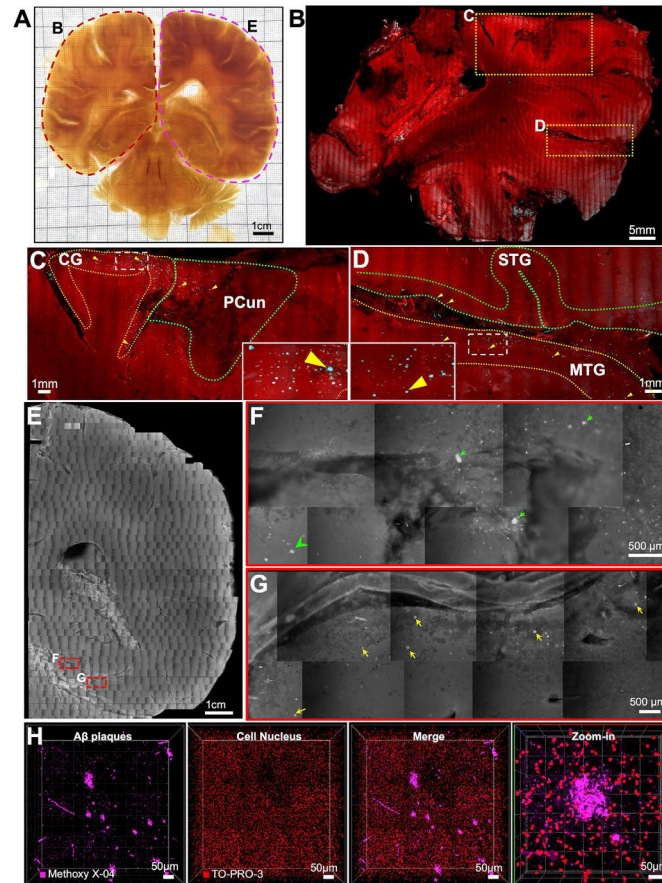 A
B
E
1cm
B
C
D
5mm
C
CG
PCun
1mm
D
STG
MTG
1mm
E
F
G
1cm
F
500 µm
G
500 µm
H
Aβ plaques
Cell Nucleus
Merge
Zoom-in
Methoxy X-04
50µm
TO-PRO-3
50µm
50µm
50µm